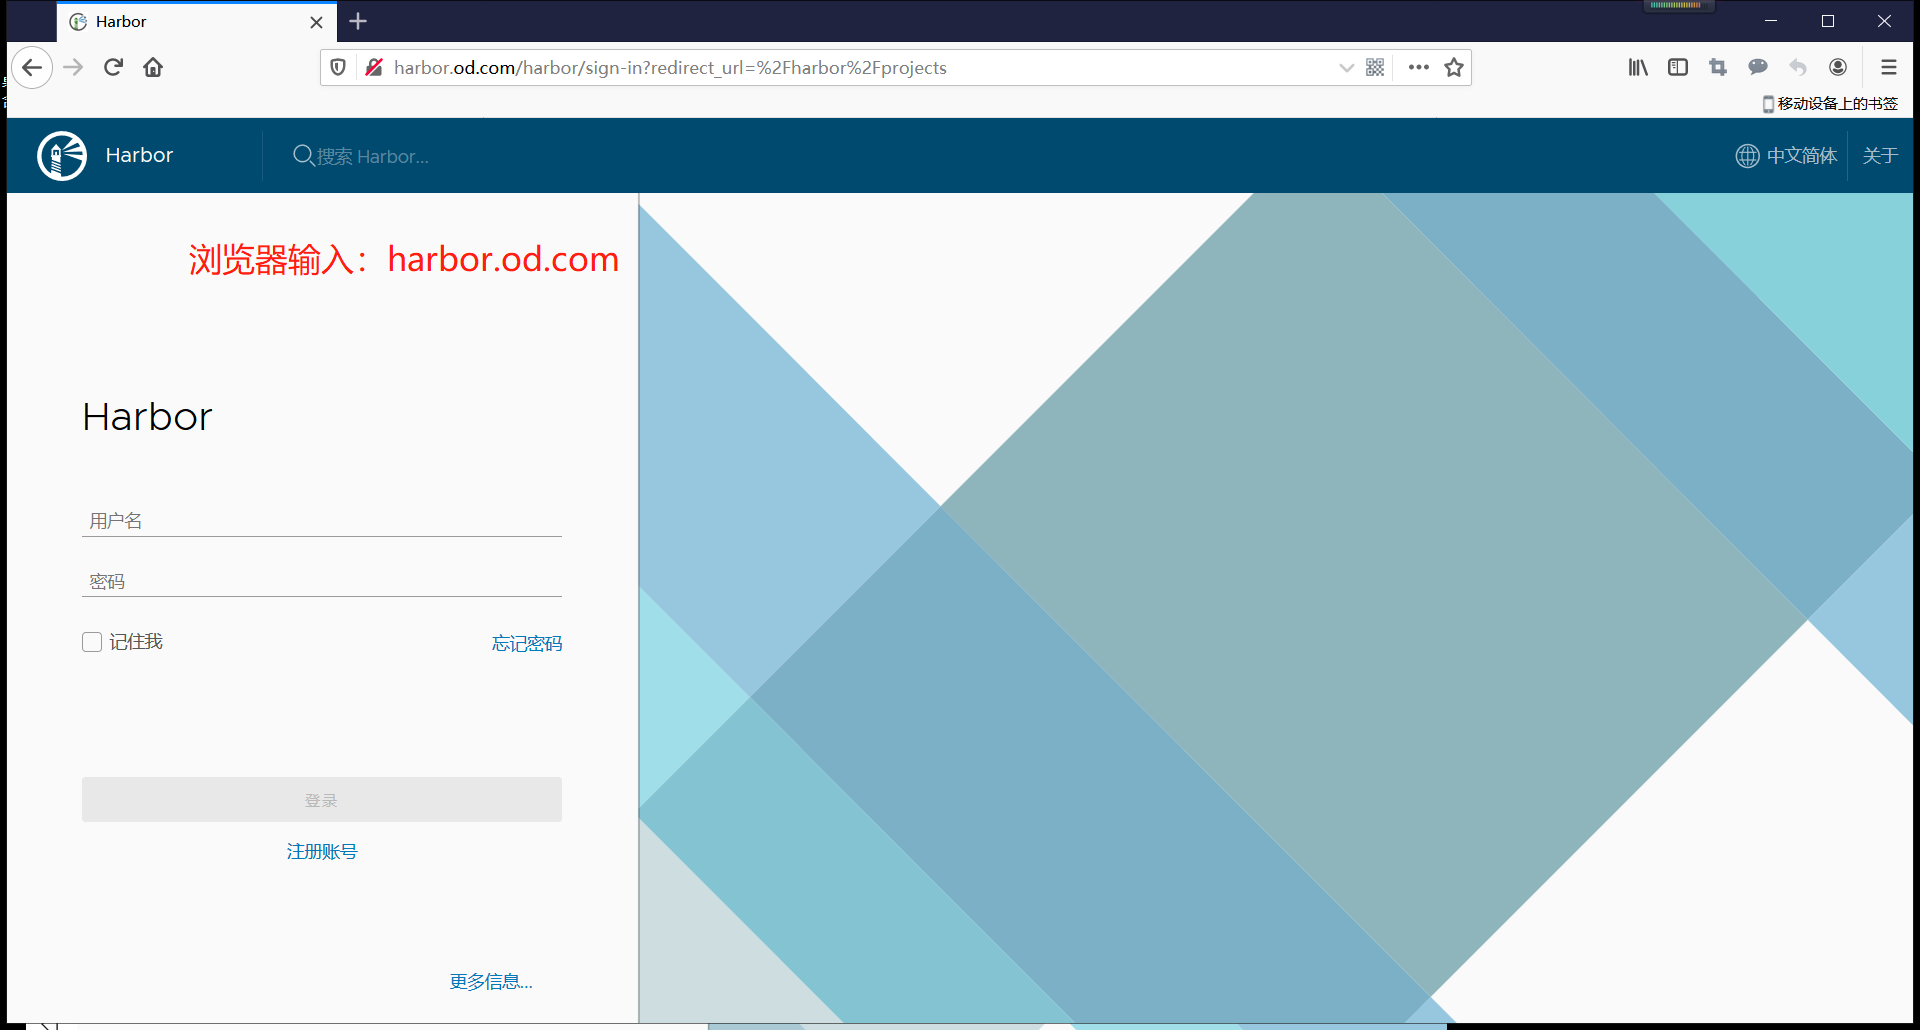 Harbor
harbor.od.com/harbor/sign-in?redirect_url=%2Fharbor%2Fprojects
移动设备上的书签
Harbor
搜索 Harbor...
中文简体
关于
浏览器输入：harbor.od.com
Harbor
用户名
密码
记住我
忘记密码
登录
注册账号
更多信息...